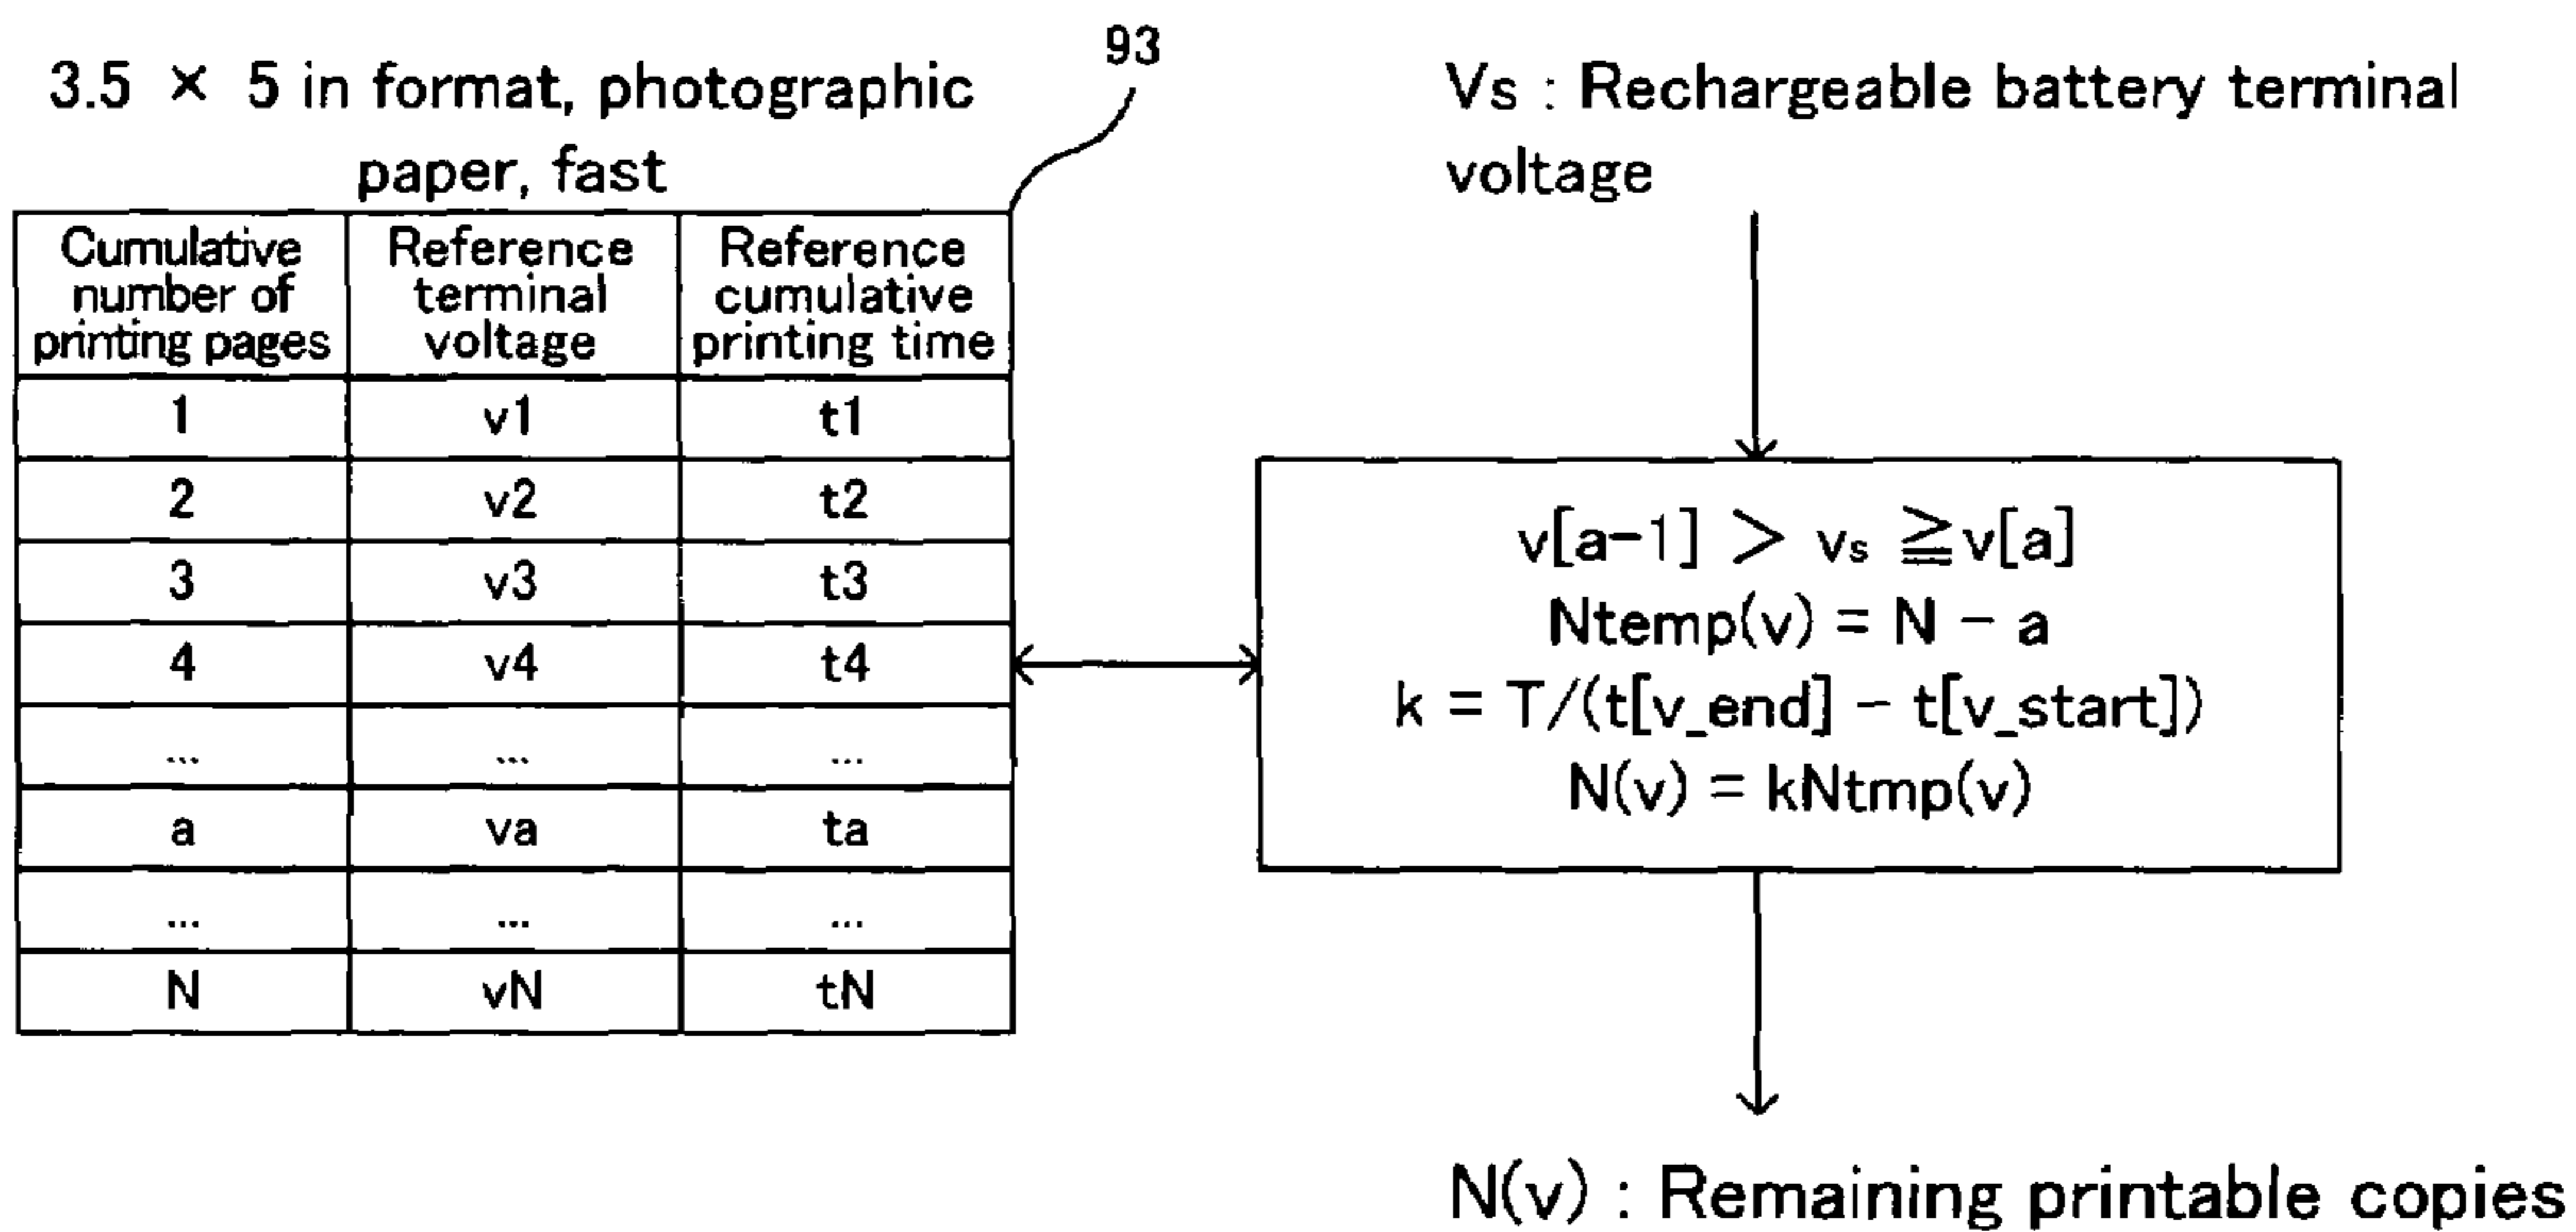 93
3.5 × 5 in format, photographic
paper, fast
Cumulative number of printing pages | Reference terminal voltage | Reference cumulative printing time
1 | v1 | t1
2 | v2 | t2
3 | v3 | t3
4 | v4 | t4
... | ... | ...
a | va | ta
... | ... | ...
N | vN | tN
Vs : Rechargeable battery terminal
voltage
v[a-1] > vs ≧ v[a]
Ntemp(v) = N - a
k = T/(t[v_end] - t[v_start])
N(v) = kNtmp(v)
N(v) : Remaining printable copies